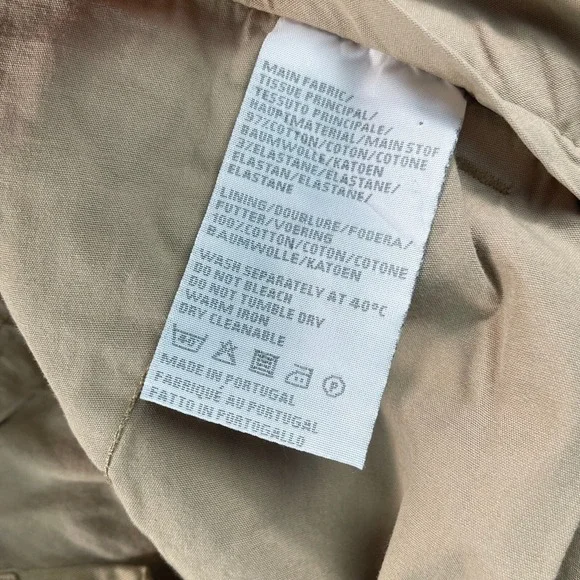 MAIN FABRIC/
TISSUE PRINCIPAL/
TESSUTO PRINCIPALE/
HAUPTMATERIAL/MAIN STOF
97%COTTON/COTON/COTONE
BAUMWOLLE/KATOEN
3%ELASTANE/ELASTANE/
ELASTAN/ELASTANE/
ELASTANE
LINING/DOUBLURE/FODERA/
FUTTER/VOERING
100%COTTON/COTON/COTONE
BAUMWOLLE/KATOEN
WASH SEPARATELY AT 40°C
DO NOT BLEACH
DO NOT TUMBLE DRY
WARM IRON
DRY CLEANABLE
40 P
MADE IN PORTUGAL
FABRIQUÉ AU PORTUGAL
FATTO IN PORTOGALLO